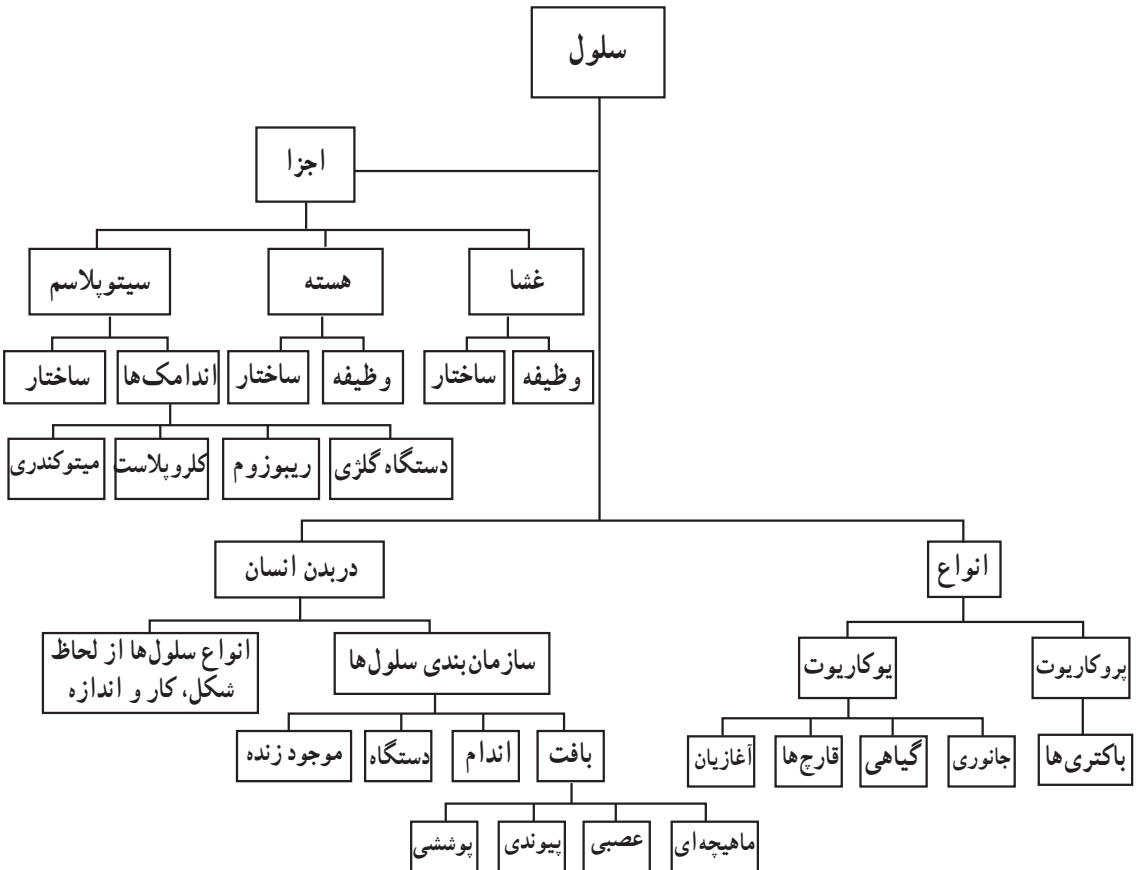 سلول
اجزا
غشا
هسته
سیتوپلاسم
وظیفه
ساختار
وظیفه
ساختار
اندامک‌ها
ساختار
دستگاه گلژی
ریبوزوم
کلروپلاست
میتوکندری
انواع
دربدن انسان
پروکاریوت
یوکاریوت
سازمان‌بندی سلول‌ها
انواع سلول‌ها از لحاظ
شکل، کار و اندازه
باکتری‌ها
جانوری
گیاهی
قارچ‌ها
آغازیان
بافت
اندام
دستگاه
موجود زنده
ماهیچه‌ای
عصبی
پیوندی
پوششی